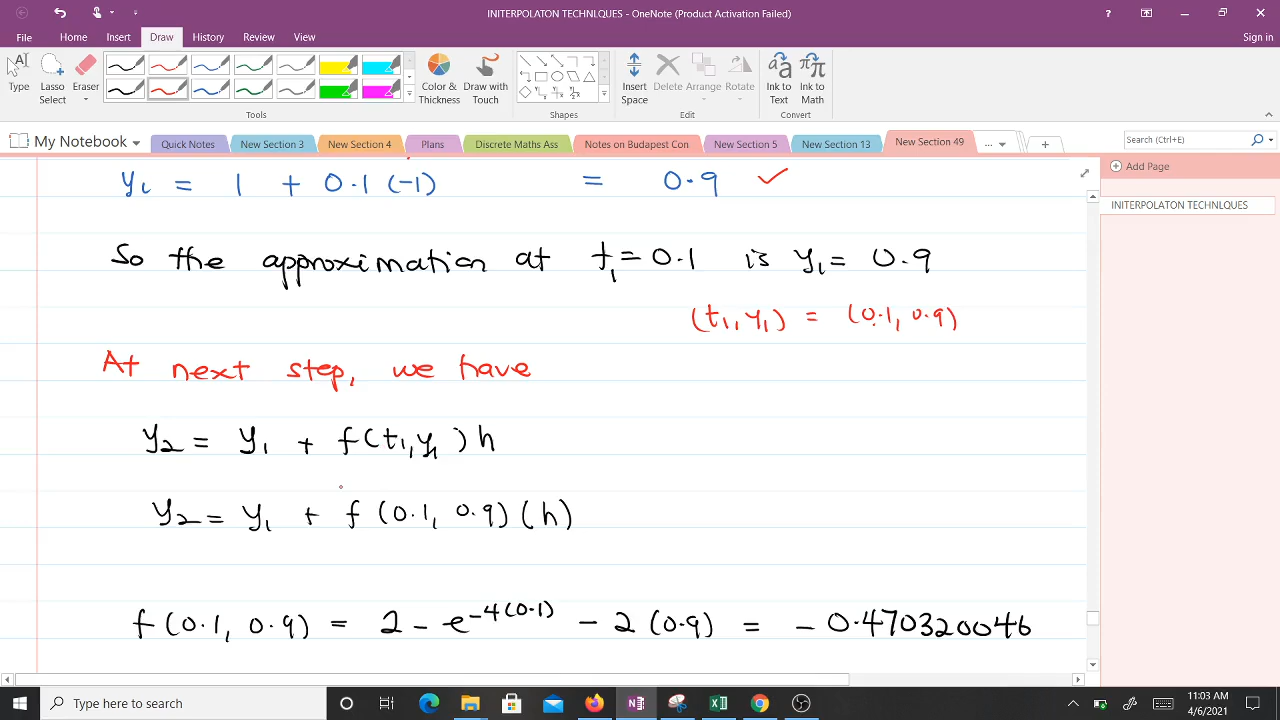 INITERPOLATON TECHNLQUES - OneNote (Product Activation Failed)
File Home Insert Draw History Review View Sign in
Type Lasso Select Eraser Color & Thickness Draw with Touch Insert Space Delete Arrange Rotate Ink to Text Ink to Math
Tools Shapes Edit Convert
My Notebook Quick Notes New Section 3 New Section 4 Plans Discrete Maths Ass Notes on Budapest Con New Section 5 New Section 13 New Section 49 ... Search (Ctrl+E)
Add Page
INITERPOLATON TECHNLQUES
y₁ = 1 + 0.1 (-1) = 0.9 ✓
So the approximation at t₁ = 0.1 is y₁ = 0.9
(t₁, y₁) = (0.1, 0.9)
At next step, we have
y₂ = y₁ + f(t₁, y₁) h
y₂ = y₁ + f (0.1, 0.9) (h)
f (0.1, 0.9) = 2 - e^-4(0.1) - 2 (0.9) = - 0.470320046
Type here to search
11:03 AM
4/6/2021